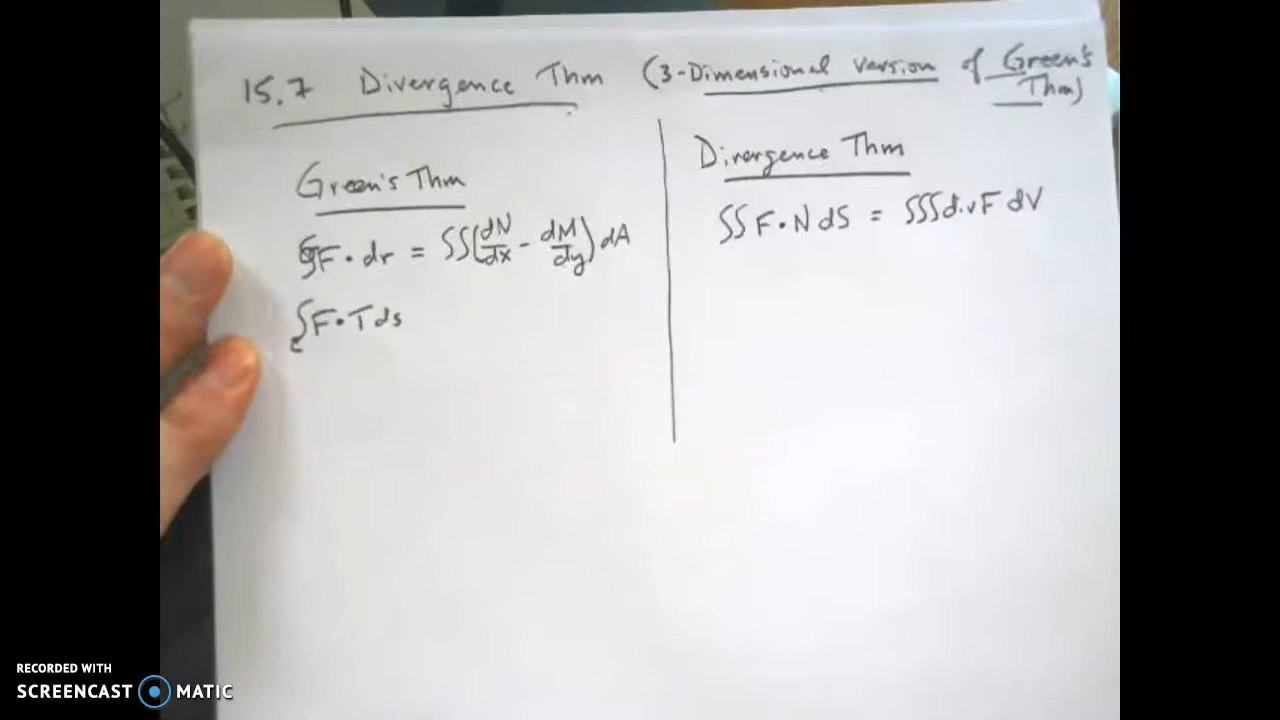 15.7 Divergence Thm (3-Dimensional version of Green's Thm)
Green's Thm
∮F・dr = ∫∫(dN/dx - dM/dy) dA
∫_C F・T ds
Divergence Thm
∫∫ F・N dS = ∫∫∫ div F dV
RECORDED WITH
SCREENCAST MATIC